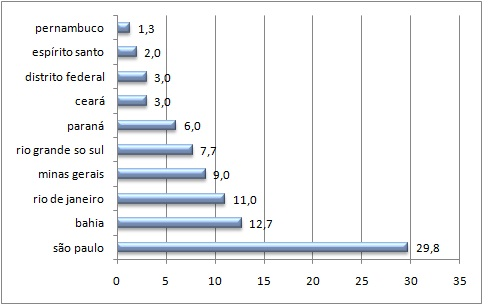 pernambuco 1,3
espírito santo 2,0
distrito federal 3,0
ceará 3,0
paraná 6,0
rio grande so sul 7,7
minas gerais 9,0
rio de janeiro 11,0
bahia 12,7
são paulo 29,8
0 5 10 15 20 25 30 35